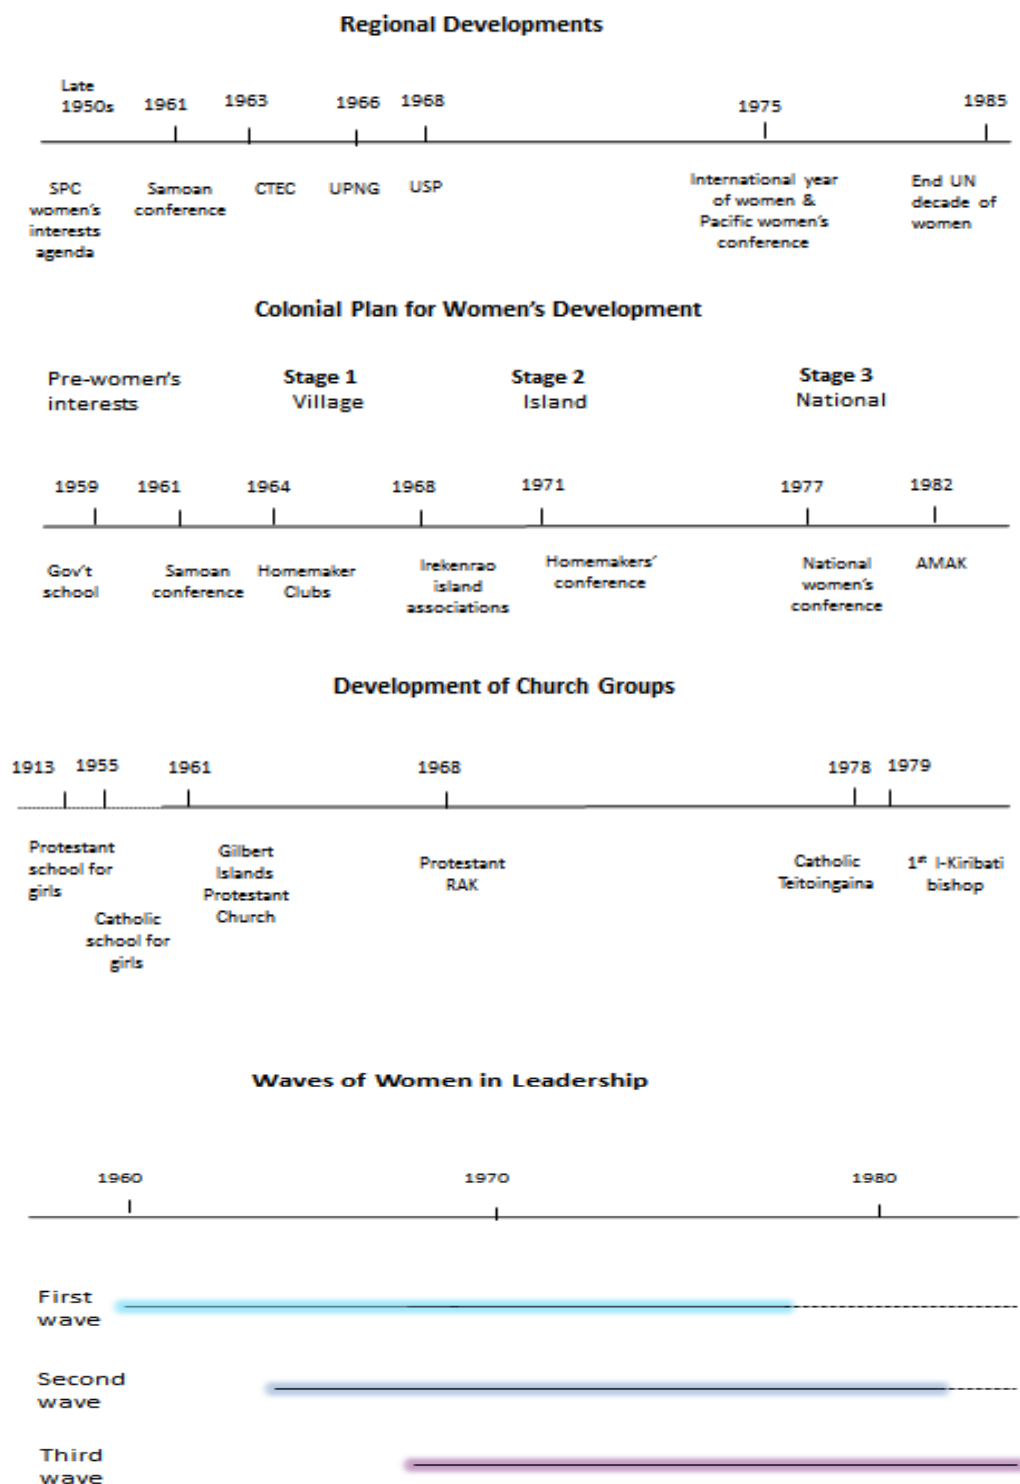 Regional Developments
Late
1950s 1961 1963 1966 1968 1975 1985
SPC
women's
interests
agenda
Samoan
conference
CTEC
UPNG
USP
International year
of women &
Pacific women's
conference
End UN
decade of
women
Colonial Plan for Women's Development
Pre-women's
interests
Stage 1
Village
Stage 2
Island
Stage 3
National
1959 1961 1964 1968 1971 1977 1982
Gov't
school
Samoan
conference
Homemaker
Clubs
Irekenrao
island
associations
Homemakers'
conference
National
women's
conference
AMAK
Development of Church Groups
1913 1955 1961 1968 1978 1979
Protestant
school for
girls
Catholic
school for
girls
Gilbert
Islands
Protestant
Church
Protestant
RAK
Catholic
Teitoingaina
1st I-Kiribati
bishop
Waves of Women in Leadership
1960 1970 1980
First
wave
Second
wave
Third
wave